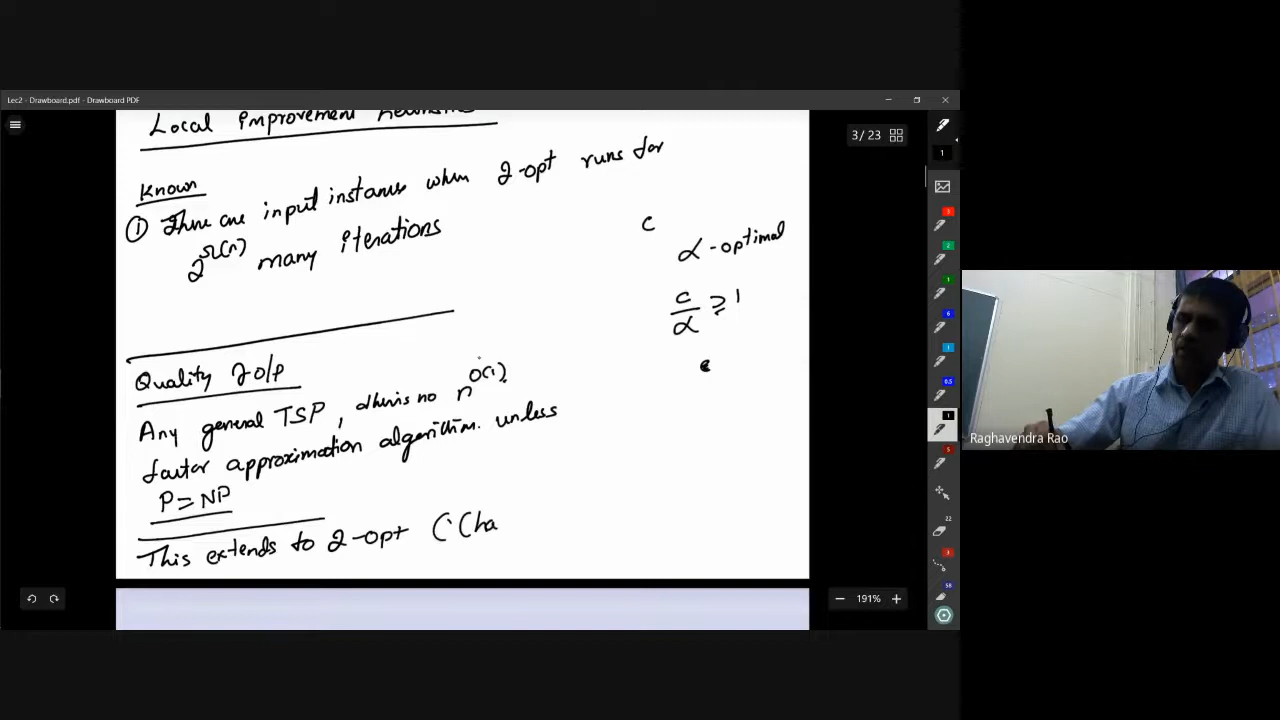 Lec2 - Drawboard.pdf - Drawboard PDF
Local Improvement Heuristic
3 / 23
Known
① There are input instances when 2-opt runs for
2^Ω(n) many iterations
C
α-optimal
C/α ≥ 1
Quality of o/p
Any general TSP, there is no n^O(1)
factor approximation algorithm. unless
P = NP
This extends to 2-opt ('Cha
Raghavendra Rao
191%